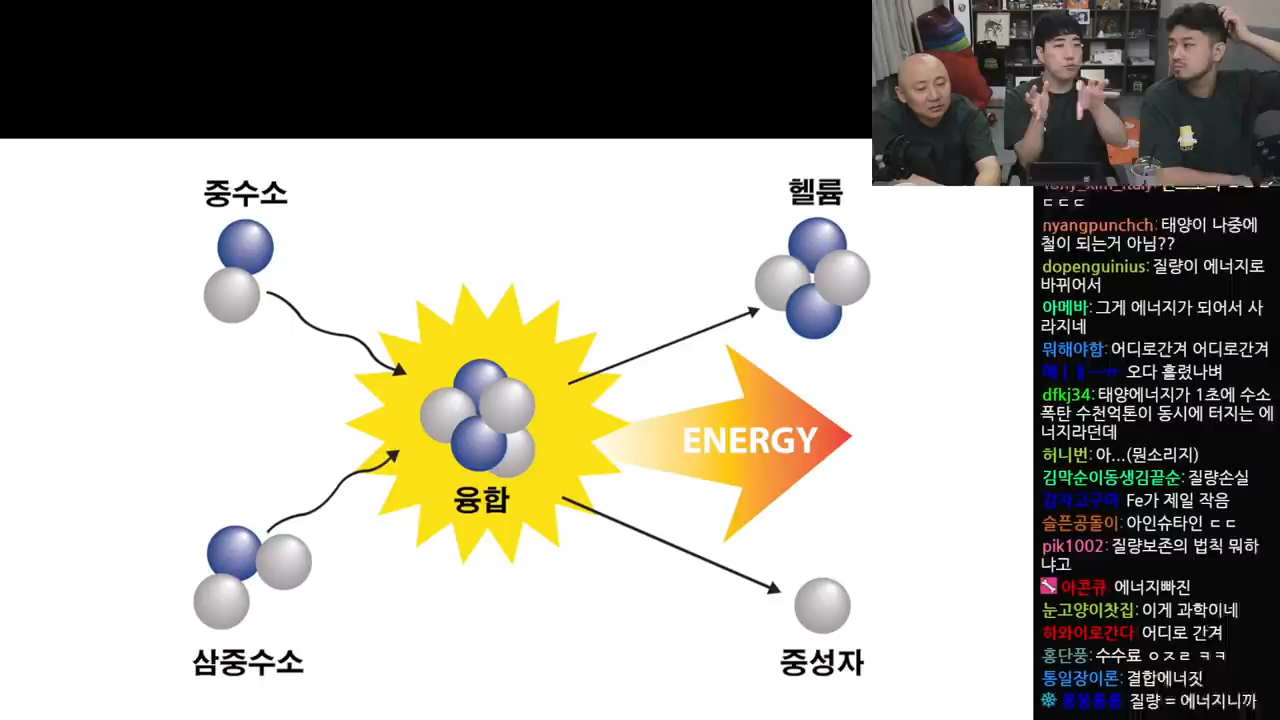 중수소
헬륨
ENERGY
융합
삼중수소
중성자
ㄷㄷㄷ
nyangpunchch: 태양이 나중에
철이 되는거 아님??
dopenguinius: 질량이 에너지로
바뀌어서
아메바: 그게 에너지가 되어서 사
라지네
뭐해야함: 어디로간겨 어디로간겨
오다 흘렸나벼
dfkj34: 태양에너지가 1초에 수소
폭탄 수천억톤이 동시에 터지는 에
너지라던데
허니번: 아...(뭔소리지)
김막순이동생김끝순: 질량손실
감자고구마 Fe가 제일 작음
슬픈공돌이: 아인슈타인 ㄷㄷ
pik1002: 질량보존의 법칙 뭐하
냐고
아콘큐 에너지빠진
눈고양이찻집: 이게 과학이네
하와이로간다 어디로 간겨
홍단풍: 수수료 ㅇㅈㄹ ㅋㅋ
통일장이론: 결합에너짓
질량 = 에너지니까